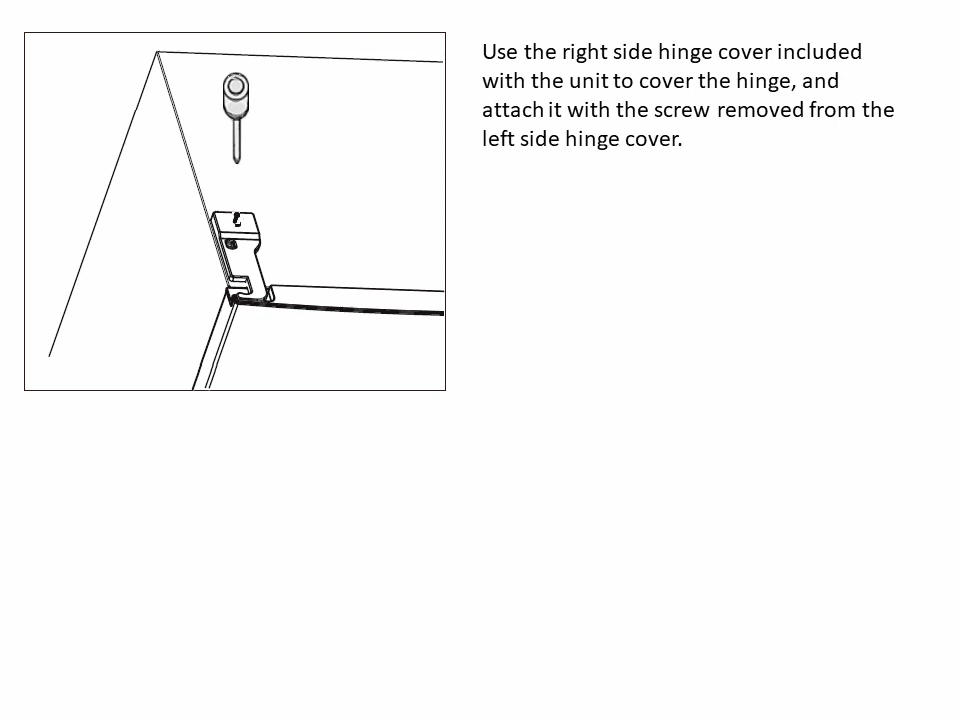 Use the right side hinge cover included
with the unit to cover the hinge, and
attach it with the screw removed from the
left side hinge cover.